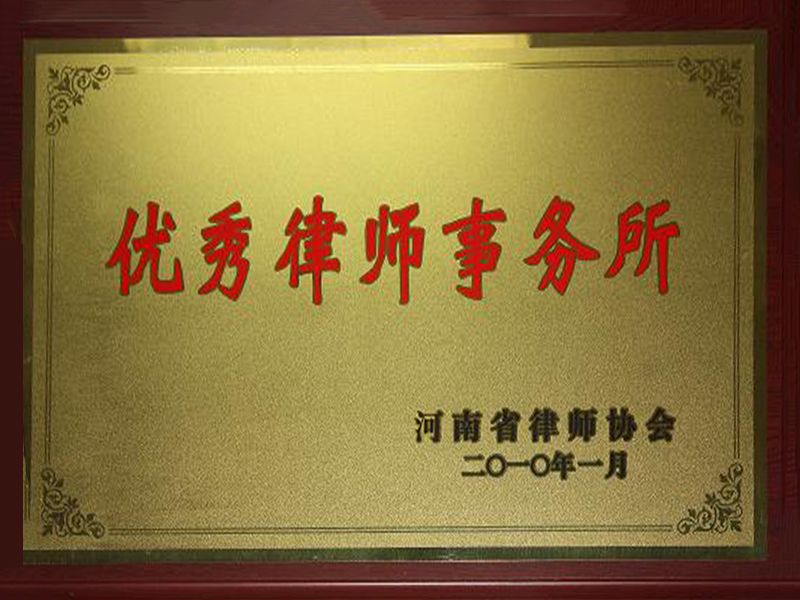 优秀律师事务所
河南省律师协会
二〇一〇年一月